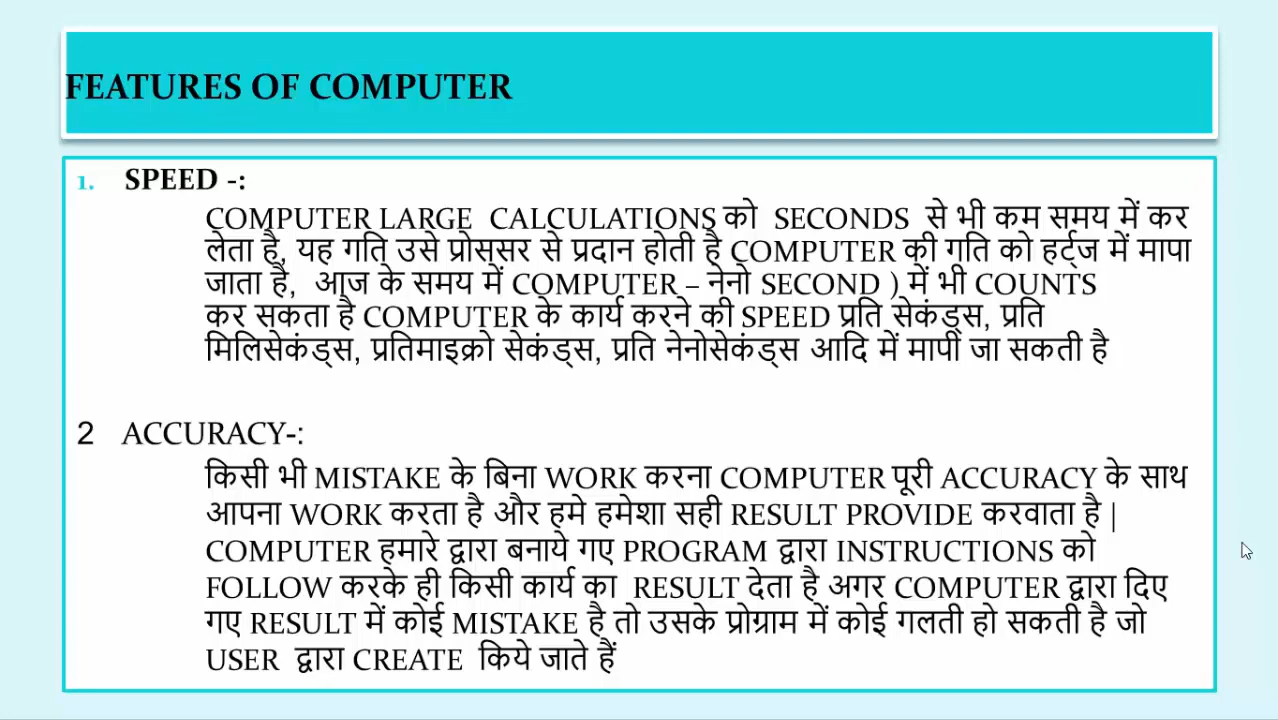 FEATURES OF COMPUTER
1. SPEED -:
COMPUTER LARGE CALCULATIONS को SECONDS से भी कम समय में कर
लेता है, यह गति उसे प्रोससर से प्रदान होती है COMPUTER की गति को हर्ट्ज में मापा
जाता है, आज के समय में COMPUTER – नेनो SECOND ) में भी COUNTS
कर सकता है COMPUTER के कार्य करने की SPEED प्रति सेकंड्स, प्रति
मिलिसेकंड्स, प्रतिमाइक्रो सेकंड्स, प्रति नेनोसेकंड्स आदि में मापी जा सकती है
2 ACCURACY-:
किसी भी MISTAKE के बिना WORK करना COMPUTER पूरी ACCURACY के साथ
आपना WORK करता है और हमे हमेशा सही RESULT PROVIDE करवाता है |
COMPUTER हमारे द्वारा बनाये गए PROGRAM द्वारा INSTRUCTIONS को
FOLLOW करके ही किसी कार्य का RESULT देता है अगर COMPUTER द्वारा दिए
गए RESULT में कोई MISTAKE है तो उसके प्रोग्राम में कोई गलती हो सकती है जो
USER द्वारा CREATE किये जाते हैं